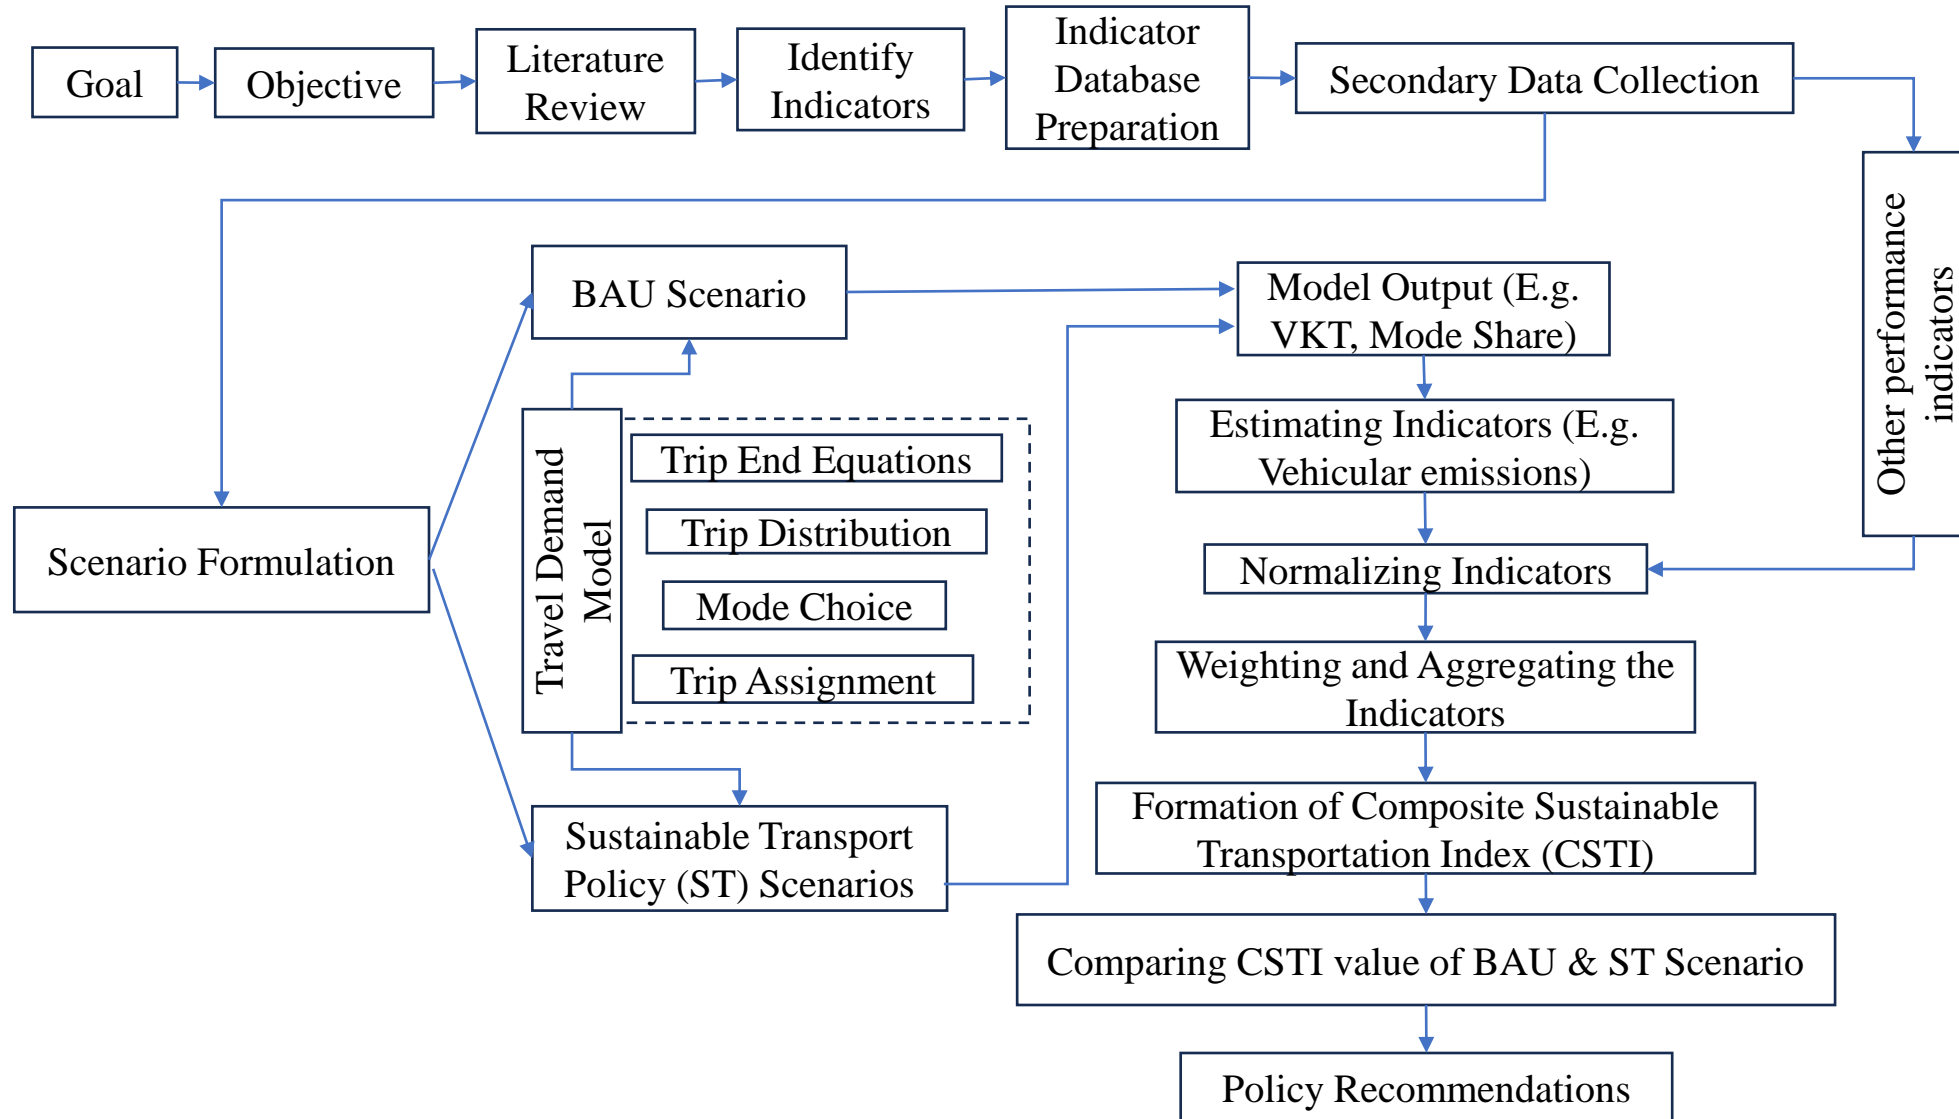 Goal
Objective
Literature
Review
Identify
Indicators
Indicator
Database
Preparation
Secondary Data Collection
Other performance
indicators
BAU Scenario
Model Output (E.g.
VKT, Mode Share)
Estimating Indicators (E.g.
Vehicular emissions)
Travel Demand
Model
Trip End Equations
Trip Distribution
Mode Choice
Trip Assignment
Scenario Formulation
Normalizing Indicators
Weighting and Aggregating the
Indicators
Sustainable Transport
Policy (ST) Scenarios
Formation of Composite Sustainable
Transportation Index (CSTI)
Comparing CSTI value of BAU & ST Scenario
Policy Recommendations